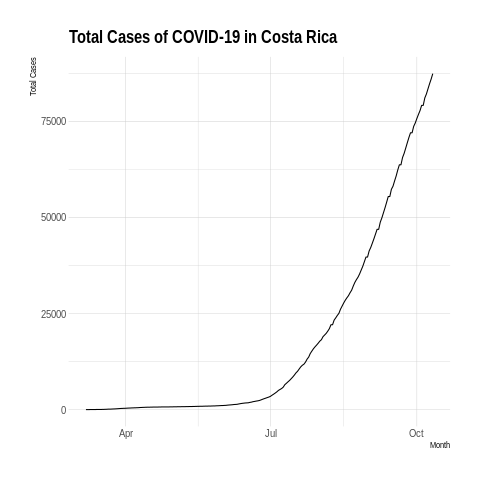 Total Cases of COVID-19 in Costa Rica
Total Cases
75000
50000
25000
0
Apr Jul Oct
Month